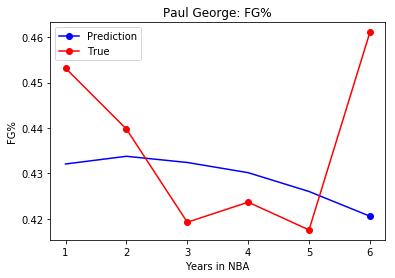 Paul George: FG%
Prediction
True
0.46
0.45
0.44
0.43
0.42
FG%
1 2 3 4 5 6
Years in NBA